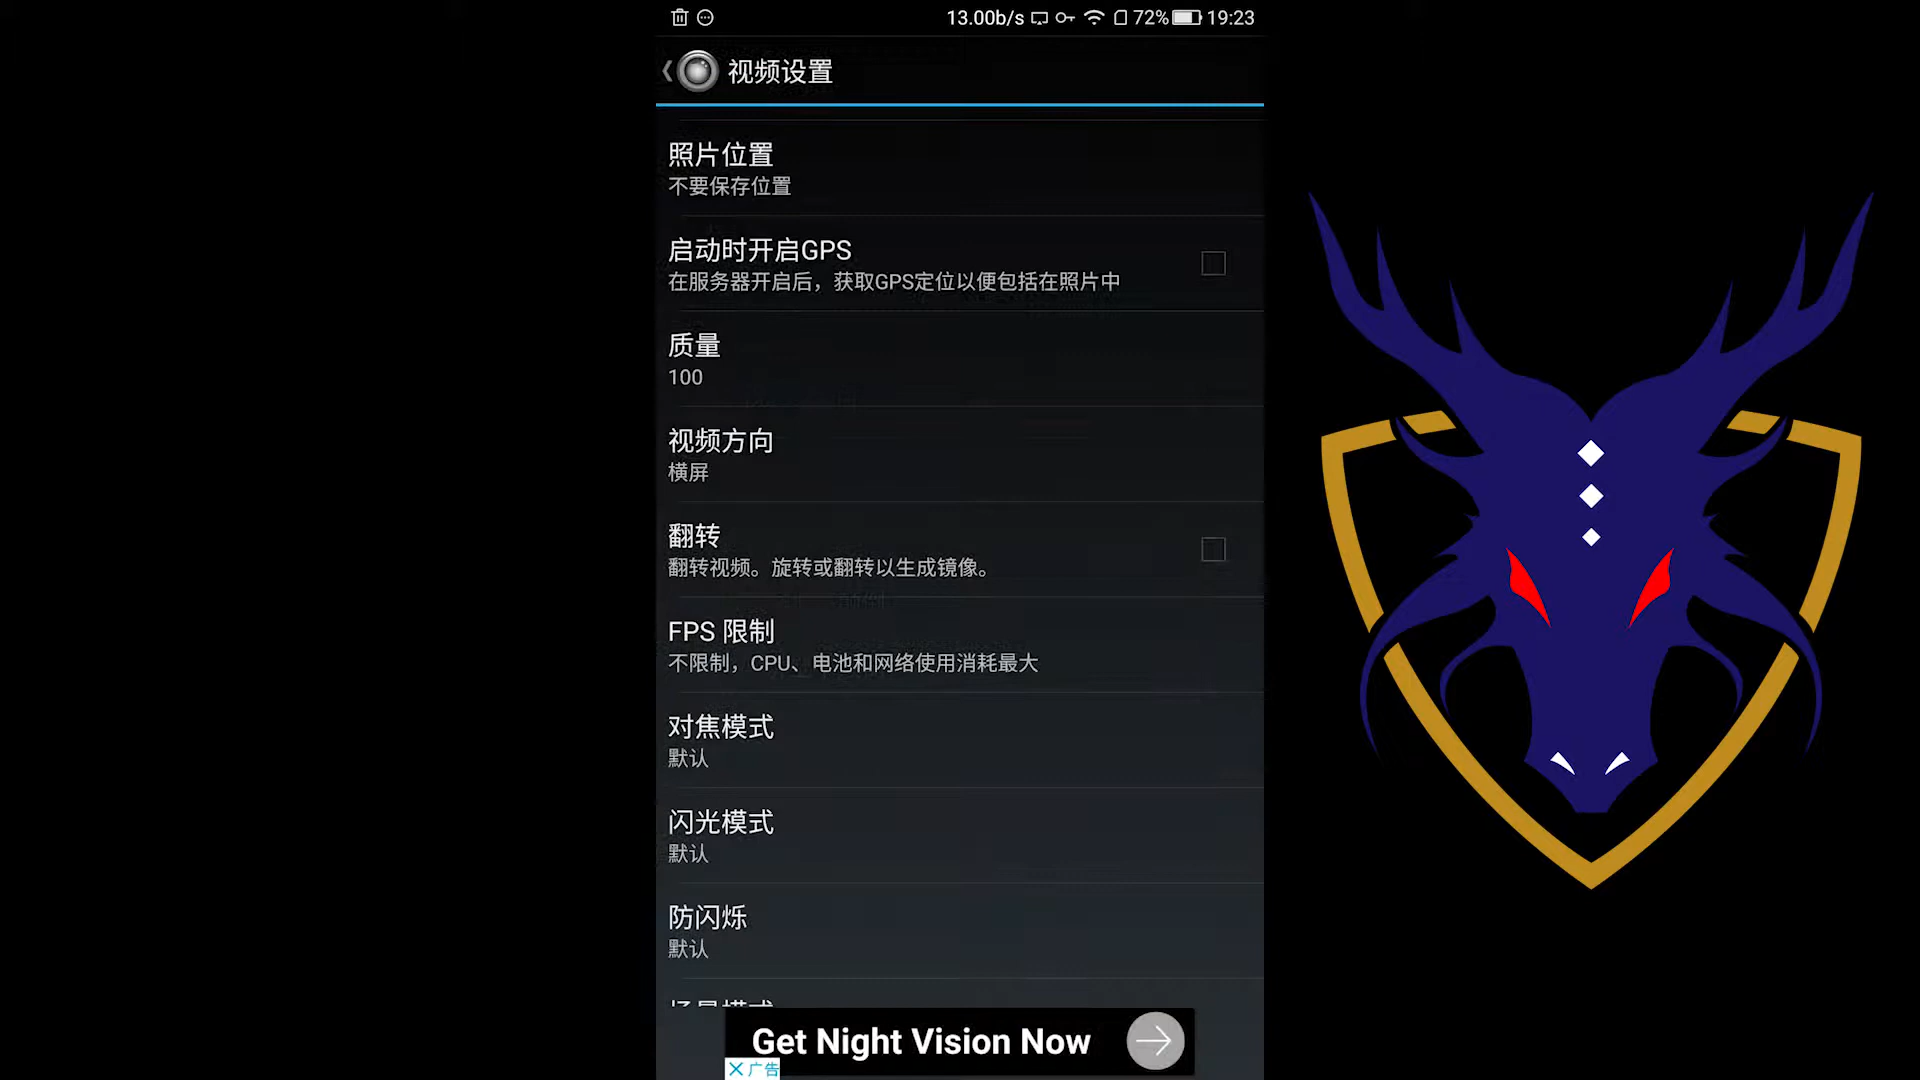 13.00b/s 72% 19:23
视频设置
照片位置
不要保存位置
启动时开启GPS
在服务器开启后，获取GPS定位以便包括在照片中
质量
100
视频方向
横屏
翻转
翻转视频。旋转或翻转以生成镜像。
FPS 限制
不限制，CPU、电池和网络使用消耗最大
对焦模式
默认
闪光模式
默认
防闪烁
默认
Get Night Vision Now
广告